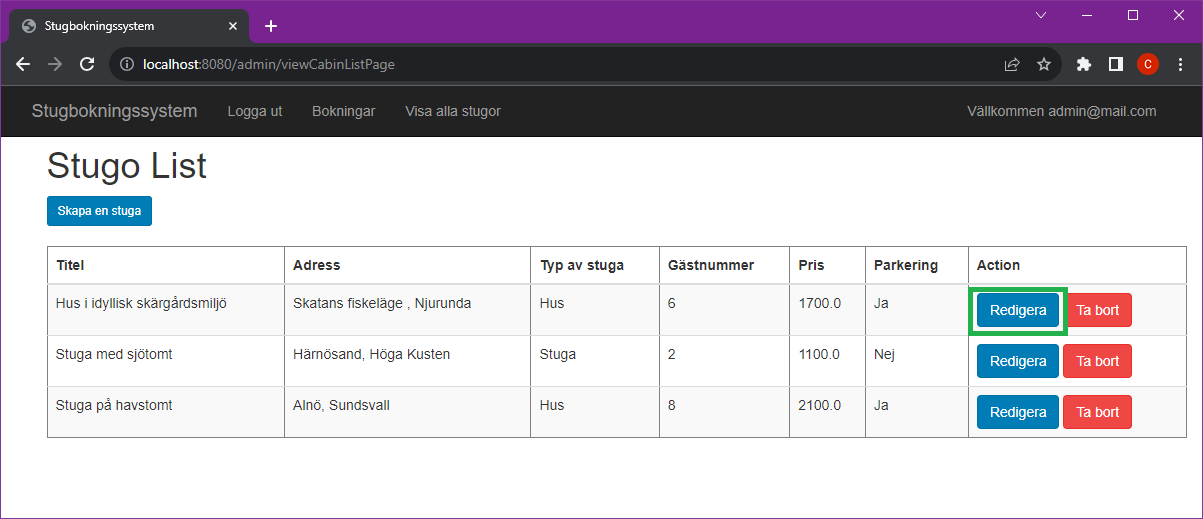 Stugbokningssystem
localhost:8080/admin/viewCabinListPage
C
Stugbokningssystem Logga ut Bokningar Visa alla stugor Vällkommen admin@mail.com
Stugo List
Skapa en stuga
Titel Adress Typ av stuga Gästnummer Pris Parkering Action
Hus i idyllisk skärgårdsmiljö Skatans fiskeläge , Njurunda Hus 6 1700.0 Ja Redigera Ta bort
Stuga med sjötomt Härnösand, Höga Kusten Stuga 2 1100.0 Nej Redigera Ta bort
Stuga på havstomt Alnö, Sundsvall Hus 8 2100.0 Ja Redigera Ta bort